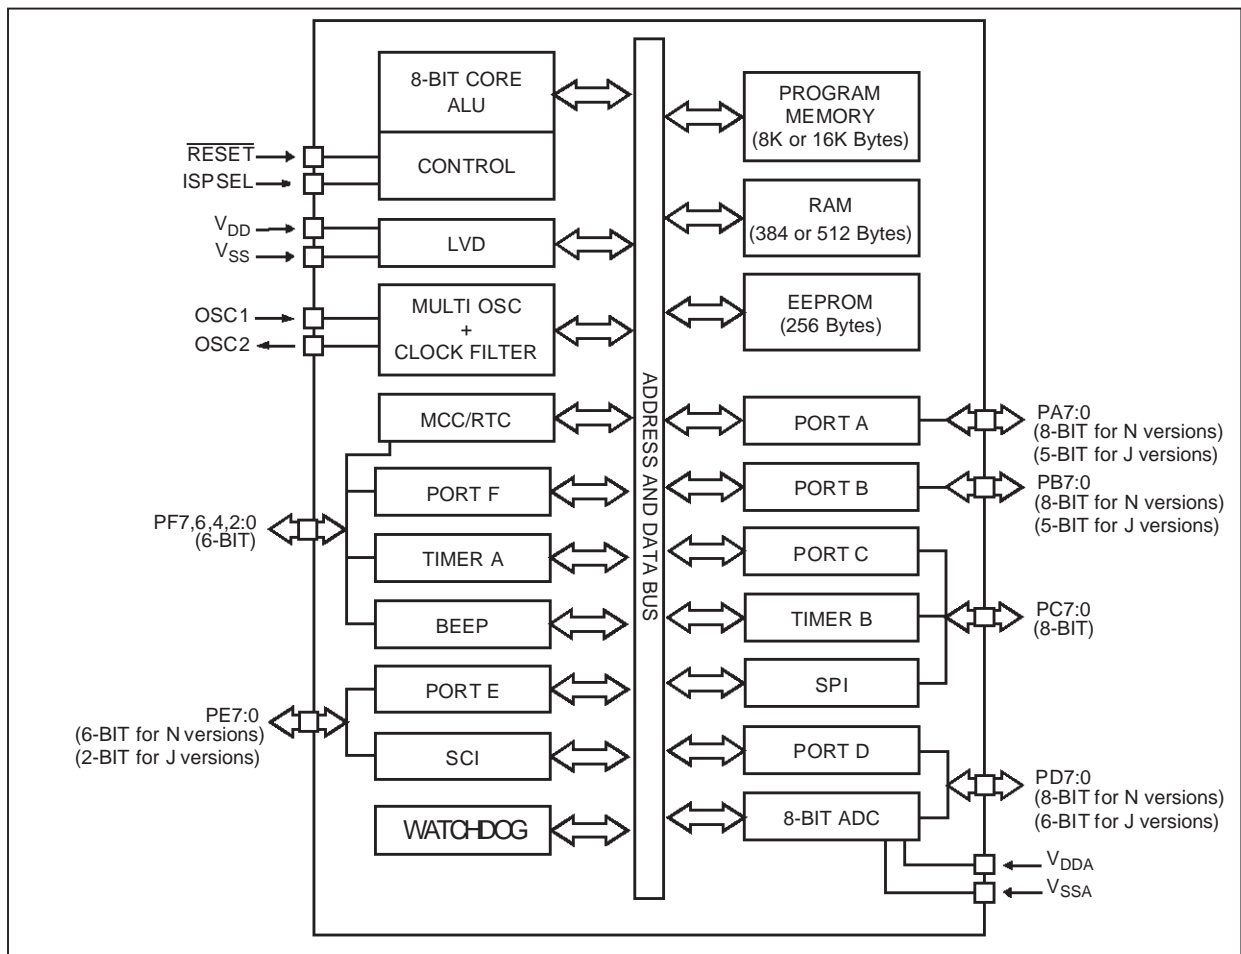 8-BIT CORE
ALU
CONTROL
RESET
ISPSEL
VDD
VSS
LVD
OSC1
OSC2
MULTI OSC
+
CLOCK FILTER
MCC/RTC
PORT F
PF7,6,4,2:0
(6-BIT)
TIMER A
BEEP
PORT E
PE7:0
(6-BIT for N versions)
(2-BIT for J versions)
SCI
WATCHDOG
ADDRESS AND DATA BUS
PROGRAM
MEMORY
(8K or 16K Bytes)
RAM
(384 or 512 Bytes)
EEPROM
(256 Bytes)
PORT A
PA7:0
(8-BIT for N versions)
(5-BIT for J versions)
PORT B
PB7:0
(8-BIT for N versions)
(5-BIT for J versions)
PORT C
TIMER B
PC7:0
(8-BIT)
SPI
PORT D
PD7:0
(8-BIT for N versions)
(6-BIT for J versions)
8-BIT ADC
VDDA
VSSA